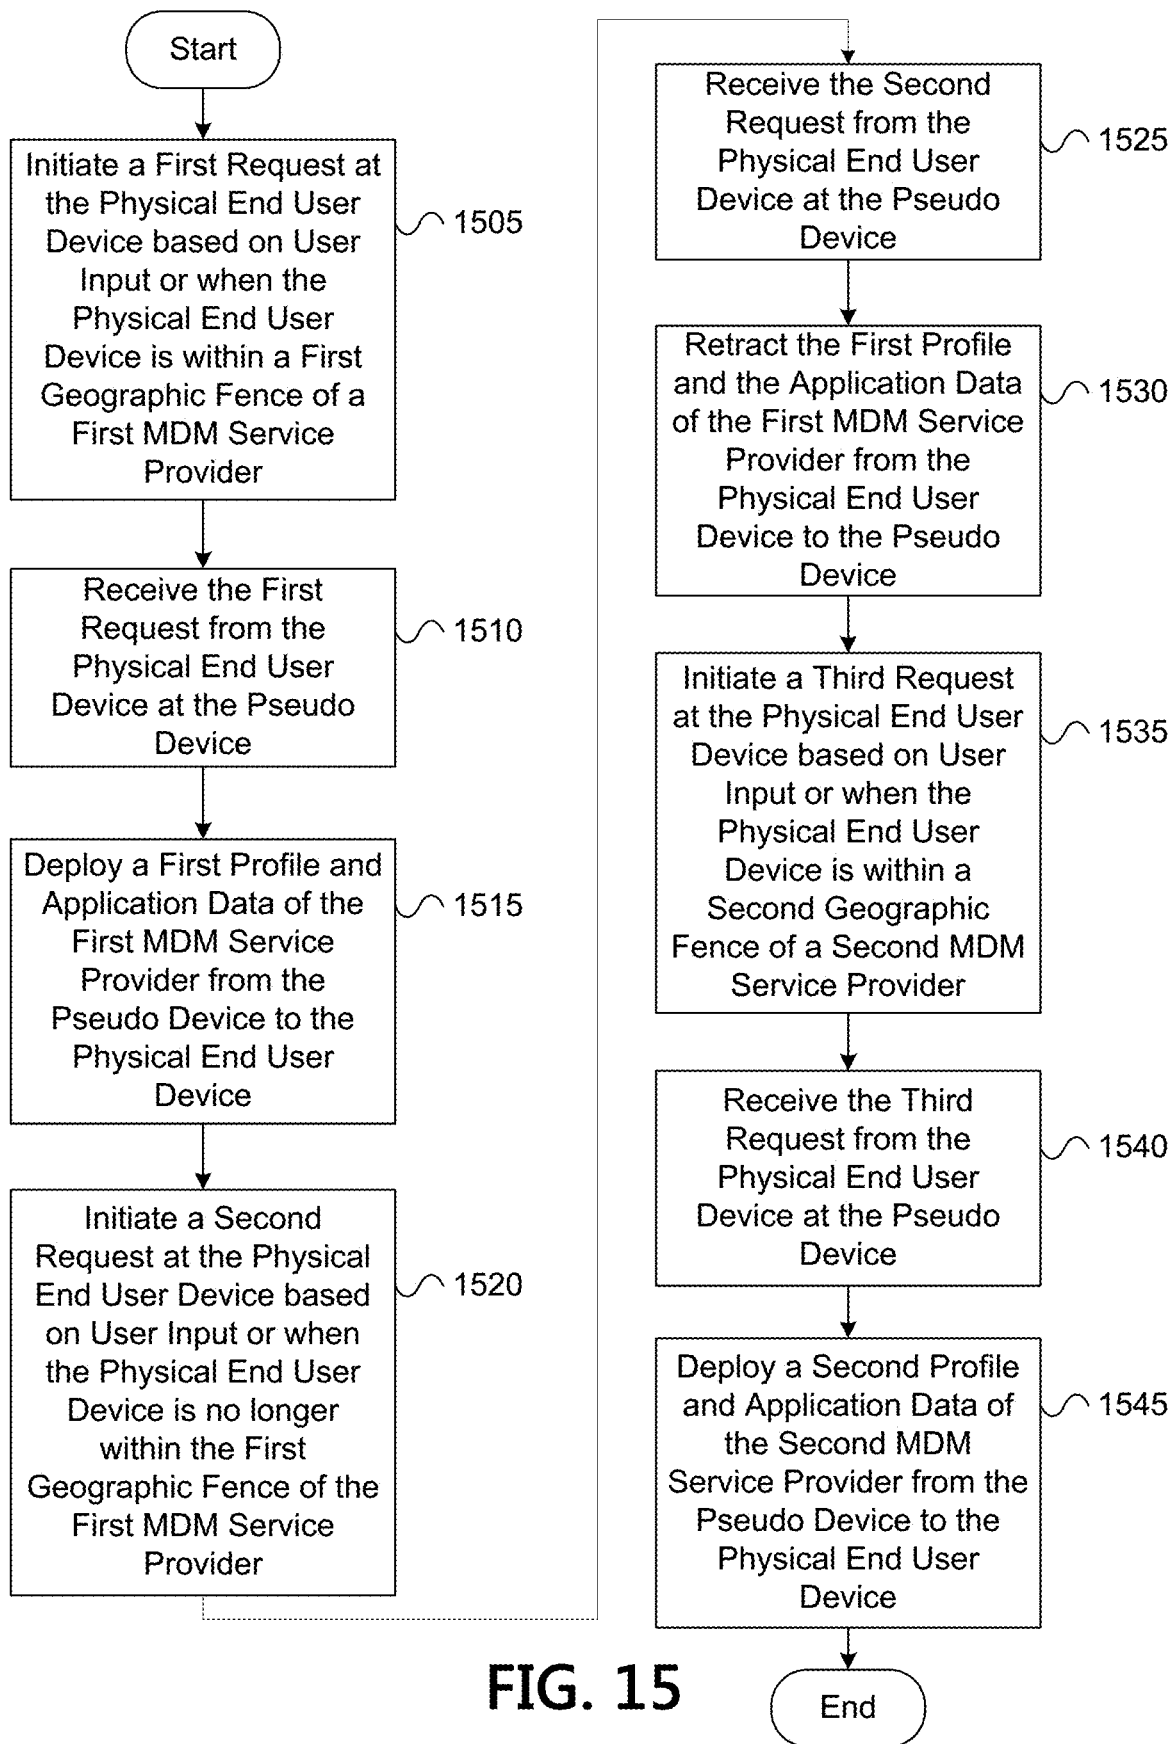 Start
Initiate a First Request at
the Physical End User
Device based on User
Input or when the
Physical End User
Device is within a First
Geographic Fence of a
First MDM Service
Provider
1505
Receive the First
Request from the
Physical End User
Device at the Pseudo
Device
1510
Deploy a First Profile and
Application Data of the
First MDM Service
Provider from the
Pseudo Device to the
Physical End User
Device
1515
Initiate a Second
Request at the Physical
End User Device based
on User Input or when
the Physical End User
Device is no longer
within the First
Geographic Fence of the
First MDM Service
Provider
1520
Receive the Second
Request from the
Physical End User
Device at the Pseudo
Device
1525
Retract the First Profile
and the Application Data
of the First MDM Service
Provider from the
Physical End User
Device to the Pseudo
Device
1530
Initiate a Third Request
at the Physical End User
Device based on User
Input or when the
Physical End User
Device is within a
Second Geographic
Fence of a Second MDM
Service Provider
1535
Receive the Third
Request from the
Physical End User
Device at the Pseudo
Device
1540
Deploy a Second Profile
and Application Data of
the Second MDM
Service Provider from the
Pseudo Device to the
Physical End User
Device
1545
End
FIG. 15